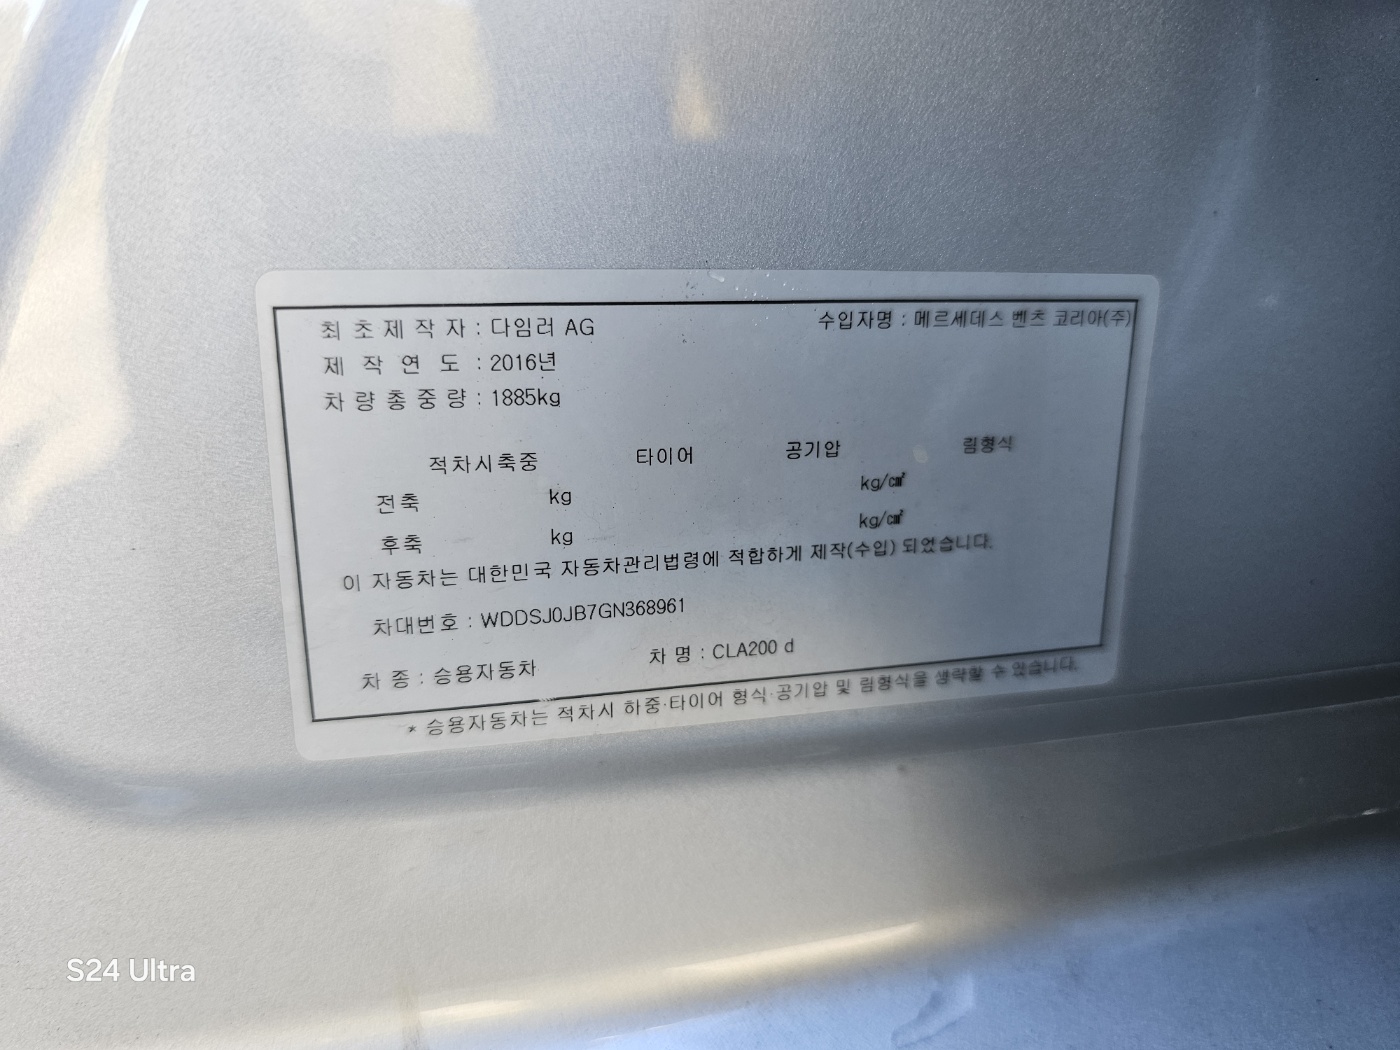 최 초 제 작 자 : 다임러 AG 수입자명 : 메르세데스 벤츠 코리아(주)
제 작 연 도 : 2016년
차 량 총 중 량 : 1885kg
적차시축중 타이어 공기압 림형식
전축 kg kg/㎠
후축 kg kg/㎠
이 자동차는 대한민국 자동차관리법령에 적합하게 제작(수입) 되었습니다.
차대번호 : WDDSJ0JB7GN368961
차 종 : 승용자동차 차 명 : CLA200 d
* 승용자동차는 적차시 하중·타이어 형식·공기압 및 림형식을 생략할 수 있습니다.
S24 Ultra